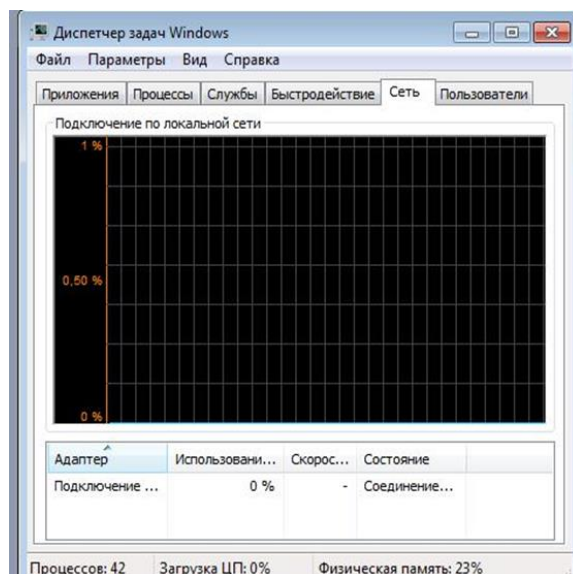 Диспетчер задач Windows
Файл Параметры Вид Справка
Приложения Процессы Службы Быстродействие Сеть Пользователи
Подключение по локальной сети
1 %
0,50 %
0 %
Адаптер Использовани... Скорос... Состояние
Подключение ... 0 % - Соединение...
Процессов: 42 Загрузка ЦП: 0% Физическая память: 23%